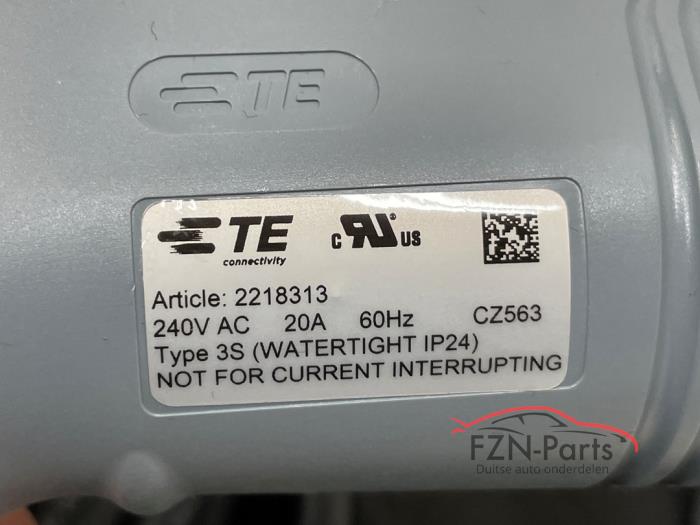 TE
TE
connectivity
c RU US
Article: 2218313
240V AC 20A 60Hz CZ563
Type 3S (WATERTIGHT IP24)
NOT FOR CURRENT INTERRUPTING
FZN-Parts
Duitse auto onderdelen